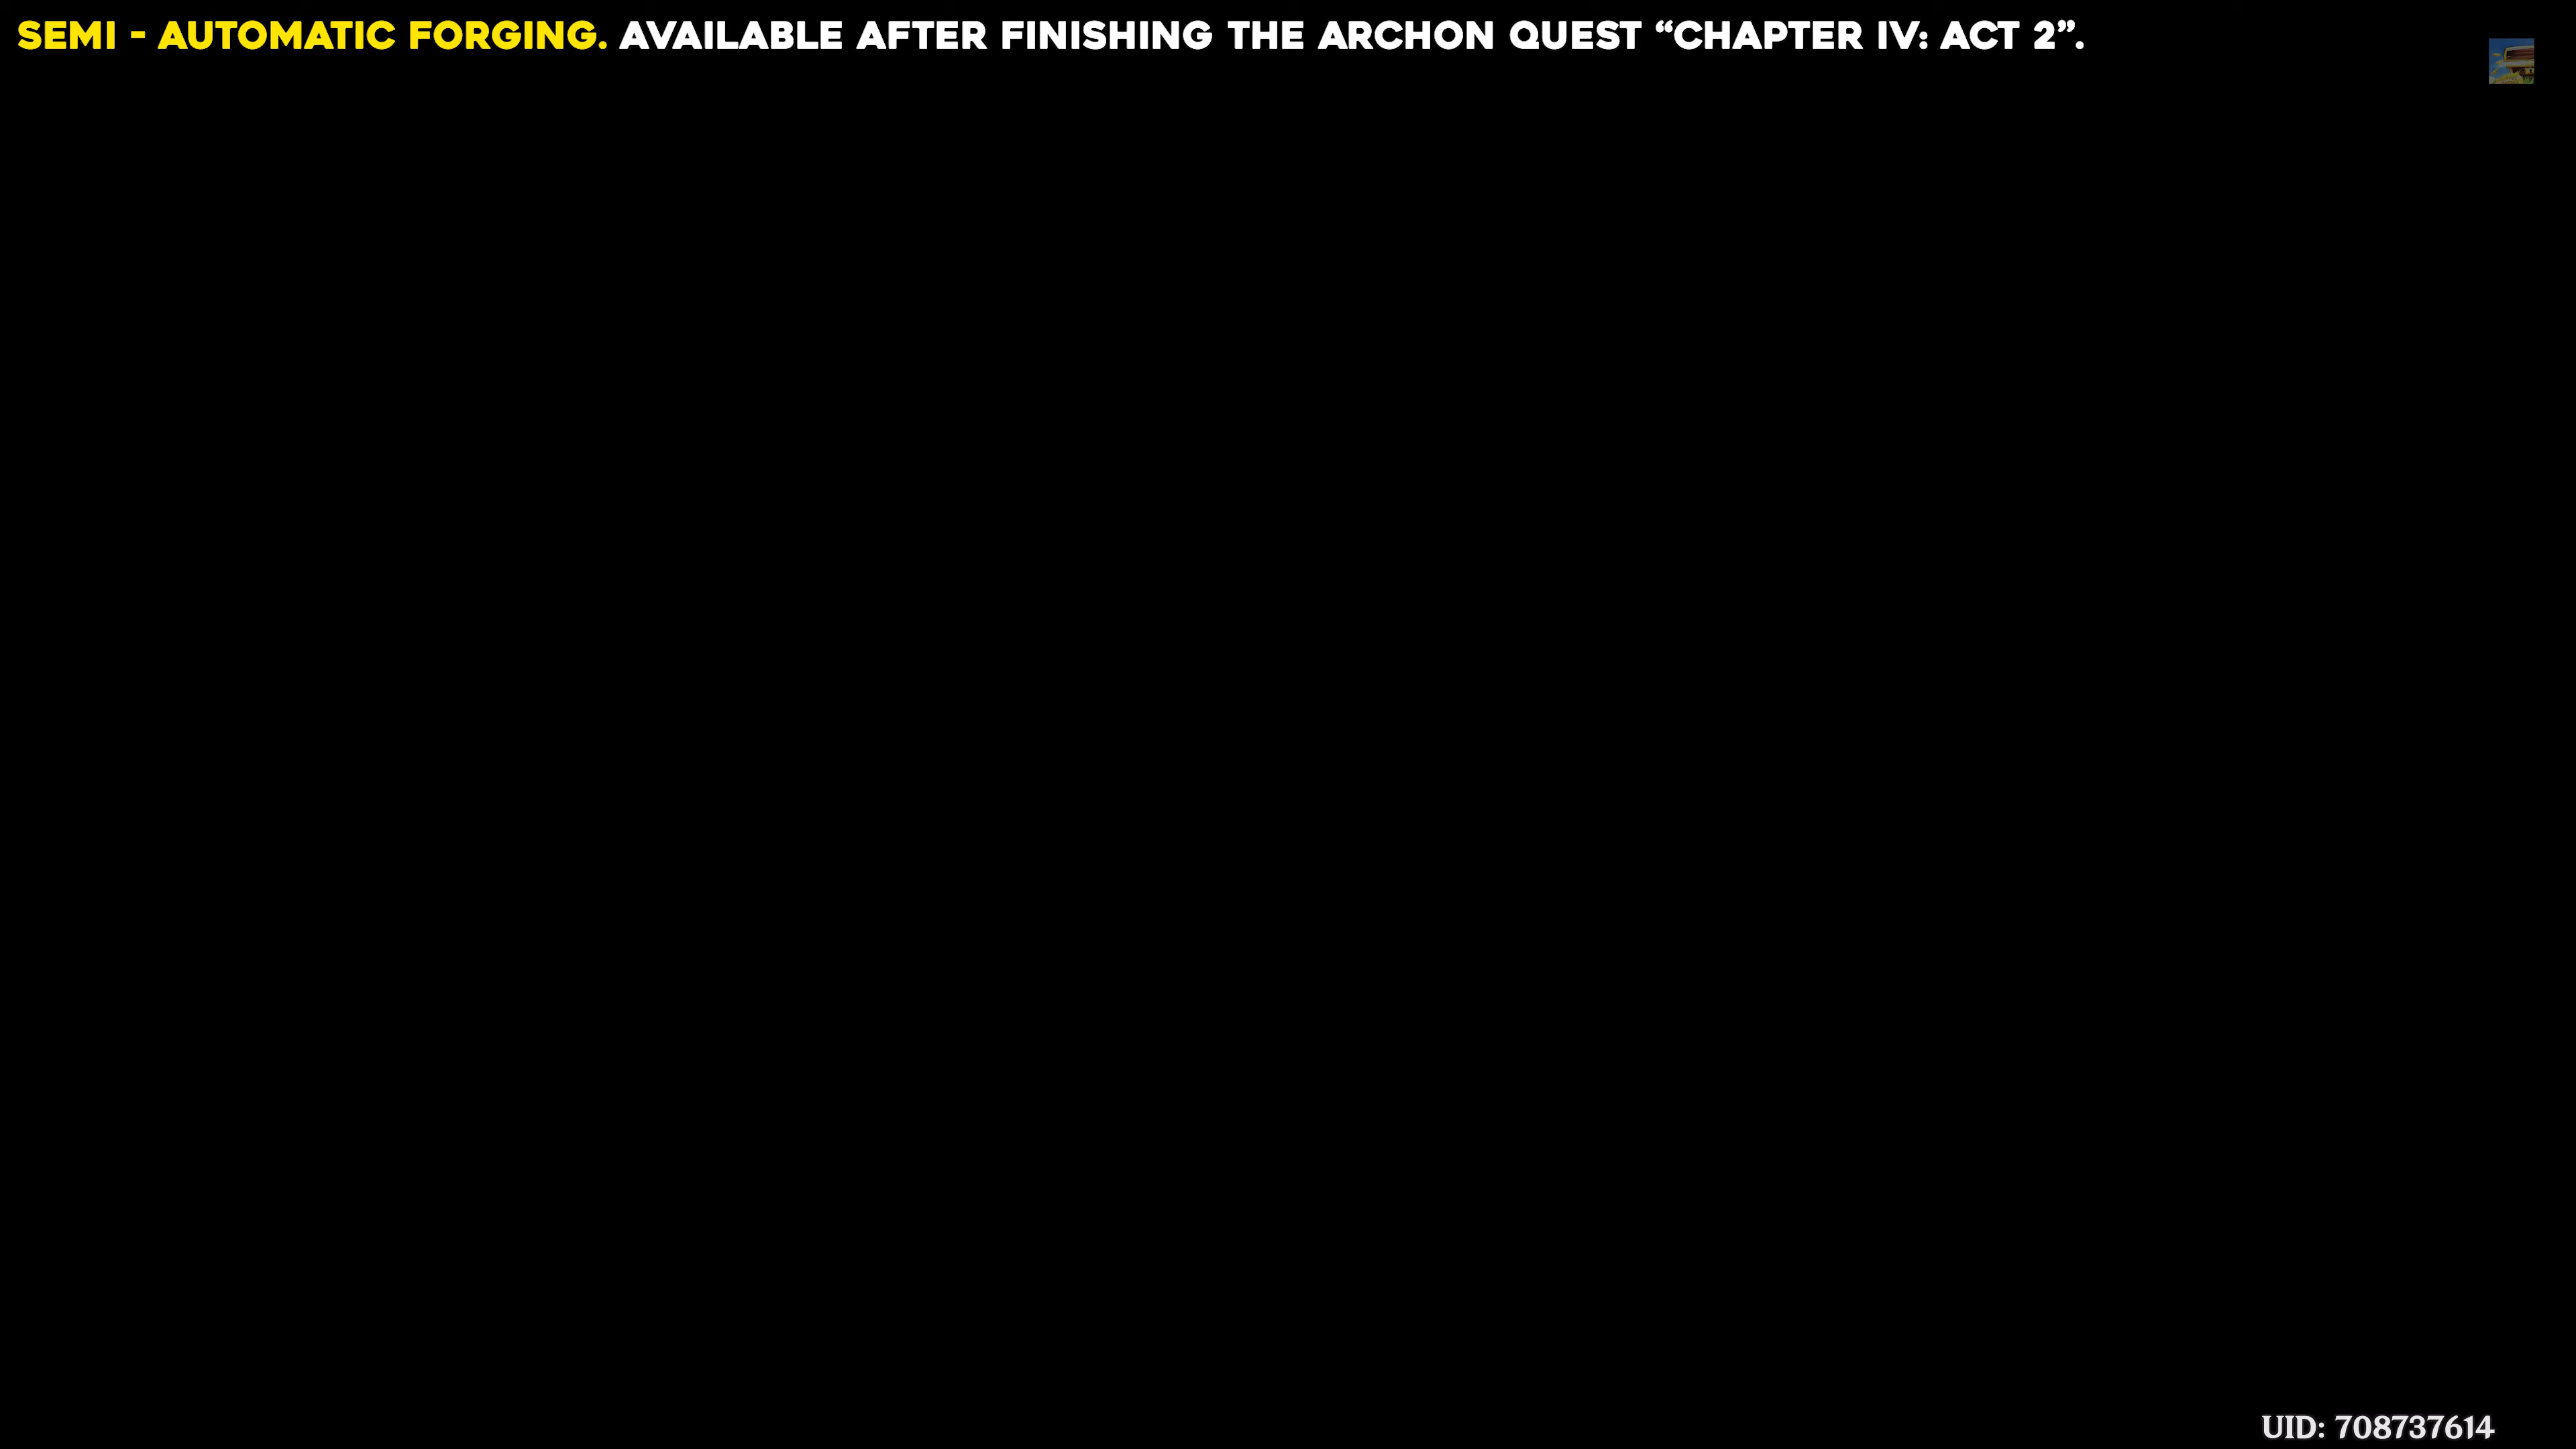 SEMI - AUTOMATIC FORGING. AVAILABLE AFTER FINISHING THE ARCHON QUEST “CHAPTER IV: ACT 2”.
UID: 708737614